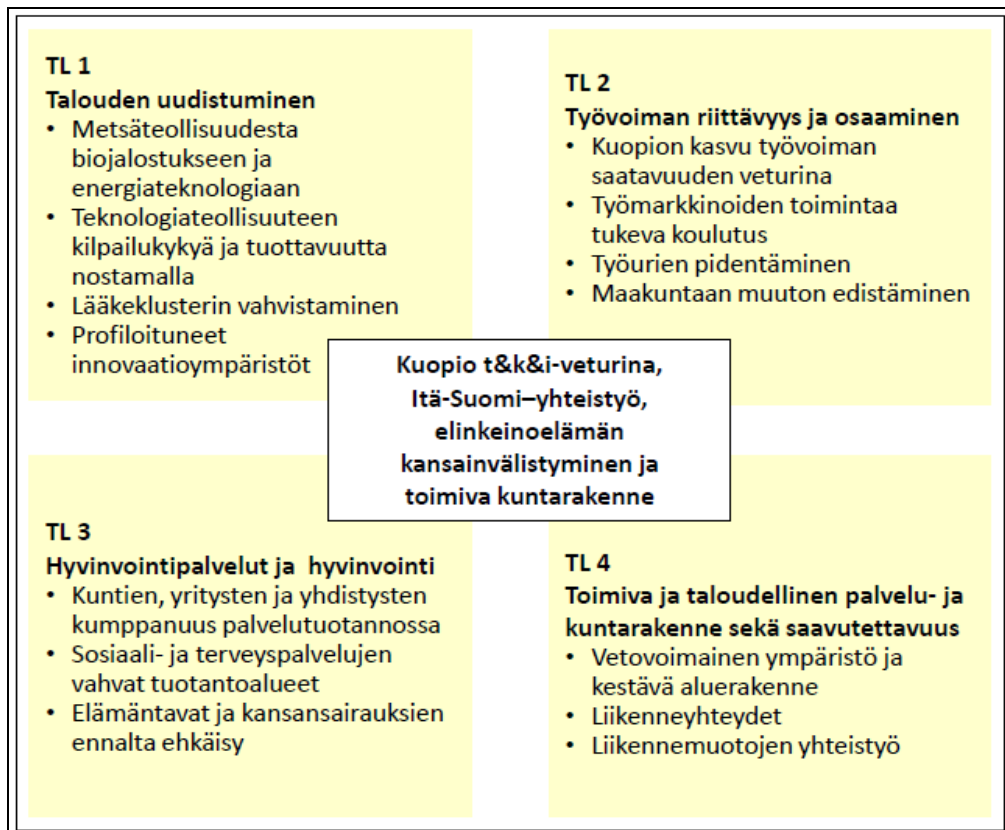 TL 1
Talouden uudistuminen
• Metsäteollisuudesta
biojalostukseen ja
energiateknologiaan
• Teknologiateollisuuteen
kilpailukykyä ja tuottavuutta
nostamalla
• Lääkeklusterin vahvistaminen
• Profiloituneet
innovaatioympäristöt
TL 2
Työvoiman riittävyys ja osaaminen
• Kuopion kasvu työvoiman
saatavuuden veturina
• Työmarkkinoiden toimintaa
tukeva koulutus
• Työurien pidentäminen
• Maakuntaan muuton edistäminen
Kuopio t&k&i-veturina,
Itä-Suomi–yhteistyö,
elinkeinoelämän
kansainvälistyminen ja
toimiva kuntarakenne
TL 3
Hyvinvointipalvelut ja hyvinvointi
• Kuntien, yritysten ja yhdistysten
kumppanuus palvelutuotannossa
• Sosiaali- ja terveyspalvelujen
vahvat tuotantoalueet
• Elämäntavat ja kansansairauksien
ennalta ehkäisy
TL 4
Toimiva ja taloudellinen palvelu- ja
kuntarakenne sekä saavutettavuus
• Vetovoimainen ympäristö ja
kestävä aluerakenne
• Liikenneyhteydet
• Liikennemuotojen yhteistyö